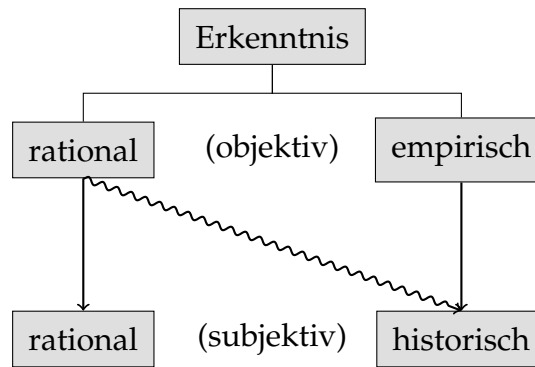 Erkenntnis
rational (objektiv) empirisch
rational (subjektiv) historisch